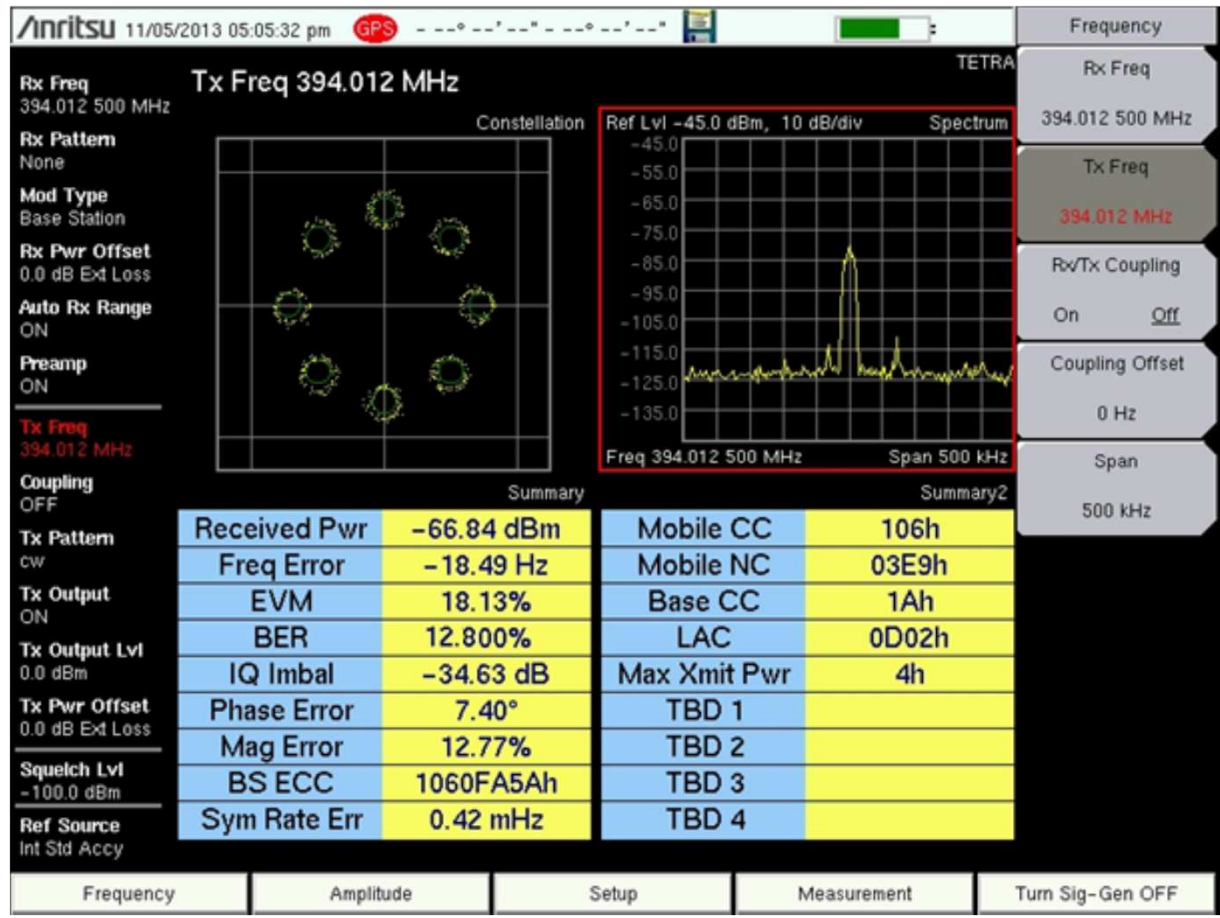 Anritsu 11/05/2013 05:05:32 pm GPS - --° --'--" - --° --'--"
Frequency
Rx Freq
394.012 500 MHz
Rx Pattern
None
Mod Type
Base Station
Rx Pwr Offset
0.0 dB Ext Loss
Auto Rx Range
ON
Preamp
ON
Tx Freq
394.012 MHz
Coupling
OFF
Tx Pattern
cw
Tx Output
ON
Tx Output Lvl
0.0 dBm
Tx Pwr Offset
0.0 dB Ext Loss
Squelch Lvl
-100.0 dBm
Ref Source
Int Std Accy
Tx Freq 394.012 MHz
TETRA
Constellation
Ref Lvl -45.0 dBm, 10 dB/div Spectrum
-45.0
-55.0
-65.0
-75.0
-85.0
-95.0
-105.0
-115.0
-125.0
-135.0
Freq 394.012 500 MHz Span 500 kHz
Summary
Received Pwr -66.84 dBm
Freq Error -18.49 Hz
EVM 18.13%
BER 12.800%
IQ Imbal -34.63 dB
Phase Error 7.40°
Mag Error 12.77%
BS ECC 1060FA5Ah
Sym Rate Err 0.42 mHz
Summary2
Mobile CC 106h
Mobile NC 03E9h
Base CC 1Ah
LAC 0D02h
Max Xmit Pwr 4h
TBD 1
TBD 2
TBD 3
TBD 4
Rx Freq
394.012 500 MHz
Tx Freq
394.012 MHz
Rx/Tx Coupling
On Off
Coupling Offset
0 Hz
Span
500 kHz
Frequency Amplitude Setup Measurement Turn Sig-Gen OFF